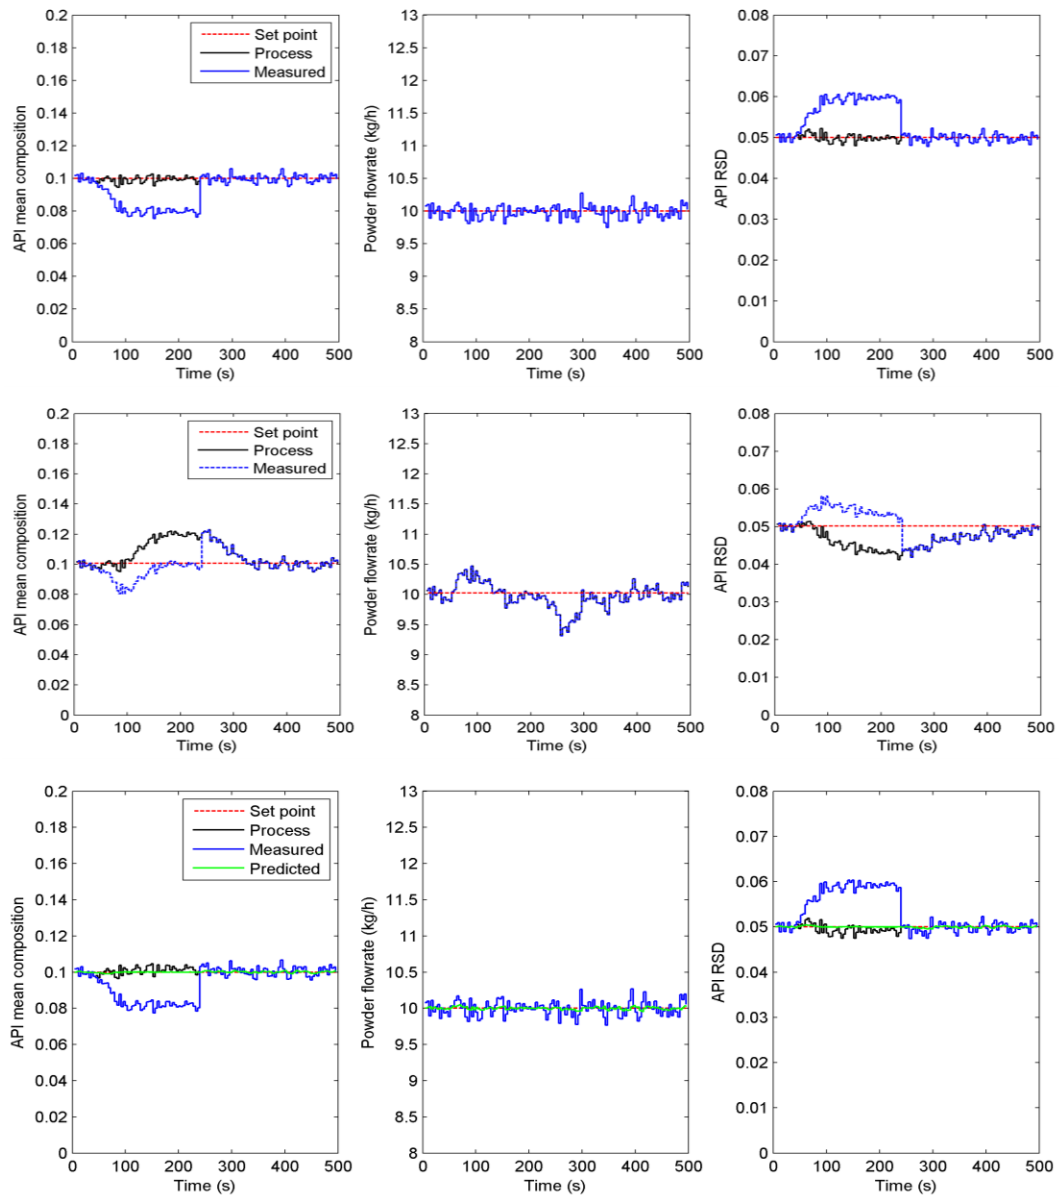 API mean composition
0.2
0.18
0.16
0.14
0.12
0.1
0.08
0.06
0.04
0.02
0
Set point
Process
Measured
0 100 200 300 400 500
Time (s)
Powder flowrate (kg/h)
13
12.5
12
11.5
11
10.5
10
9.5
9
8.5
8
0 100 200 300 400 500
Time (s)
API RSD
0.08
0.07
0.06
0.05
0.04
0.03
0.02
0.01
0
0 100 200 300 400 500
Time (s)
API mean composition
0.2
0.18
0.16
0.14
0.12
0.1
0.08
0.06
0.04
0.02
0
Set point
Process
Measured
0 100 200 300 400 500
Time (s)
Powder flowrate (kg/h)
13
12.5
12
11.5
11
10.5
10
9.5
9
8.5
8
0 100 200 300 400 500
Time (s)
API RSD
0.08
0.07
0.06
0.05
0.04
0.03
0.02
0.01
0
0 100 200 300 400 500
Time (s)
API mean composition
0.2
0.18
0.16
0.14
0.12
0.1
0.08
0.06
0.04
0.02
0
Set point
Process
Measured
Predicted
0 100 200 300 400 500
Time (s)
Powder flowrate (kg/h)
13
12.5
12
11.5
11
10.5
10
9.5
9
8.5
8
0 100 200 300 400 500
Time (s)
API RSD
0.08
0.07
0.06
0.05
0.04
0.03
0.02
0.01
0
0 100 200 300 400 500
Time (s)